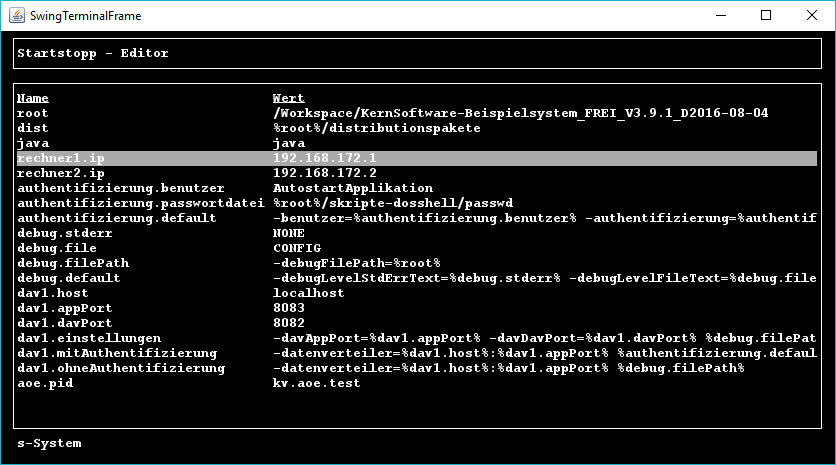 SwingTerminalFrame
Startstopp - Editor
Name Wert
root /Workspace/KernSoftware-Beispielsystem_FREI_V3.9.1_D2016-08-04
dist %root%/distributionspakete
java java
rechner1.ip 192.168.172.1
rechner2.ip 192.168.172.2
authentifizierung.benutzer AutostartApplikation
authentifizierung.passwortdatei %root%/skripte-dosshell/passwd
authentifizierung.default -benutzer=%authentifizierung.benutzer% -authentifizierung=%authentif
debug.stderr NONE
debug.file CONFIG
debug.filePath -debugFilePath=%root%
debug.default -debugLevelStdErrText=%debug.stderr% -debugLevelFileText=%debug.file
dav1.host localhost
dav1.appPort 8083
dav1.davPort 8082
dav1.einstellungen -davAppPort=%dav1.appPort% -davDavPort=%dav1.davPort% %debug.filePat
dav1.mitAuthentifizierung -datenverteiler=%dav1.host%:%dav1.appPort% %authentifizierung.defaul
dav1.ohneAuthentifizierung -datenverteiler=%dav1.host%:%dav1.appPort% %debug.filePath%
aoe.pid kv.aoe.test
s-System